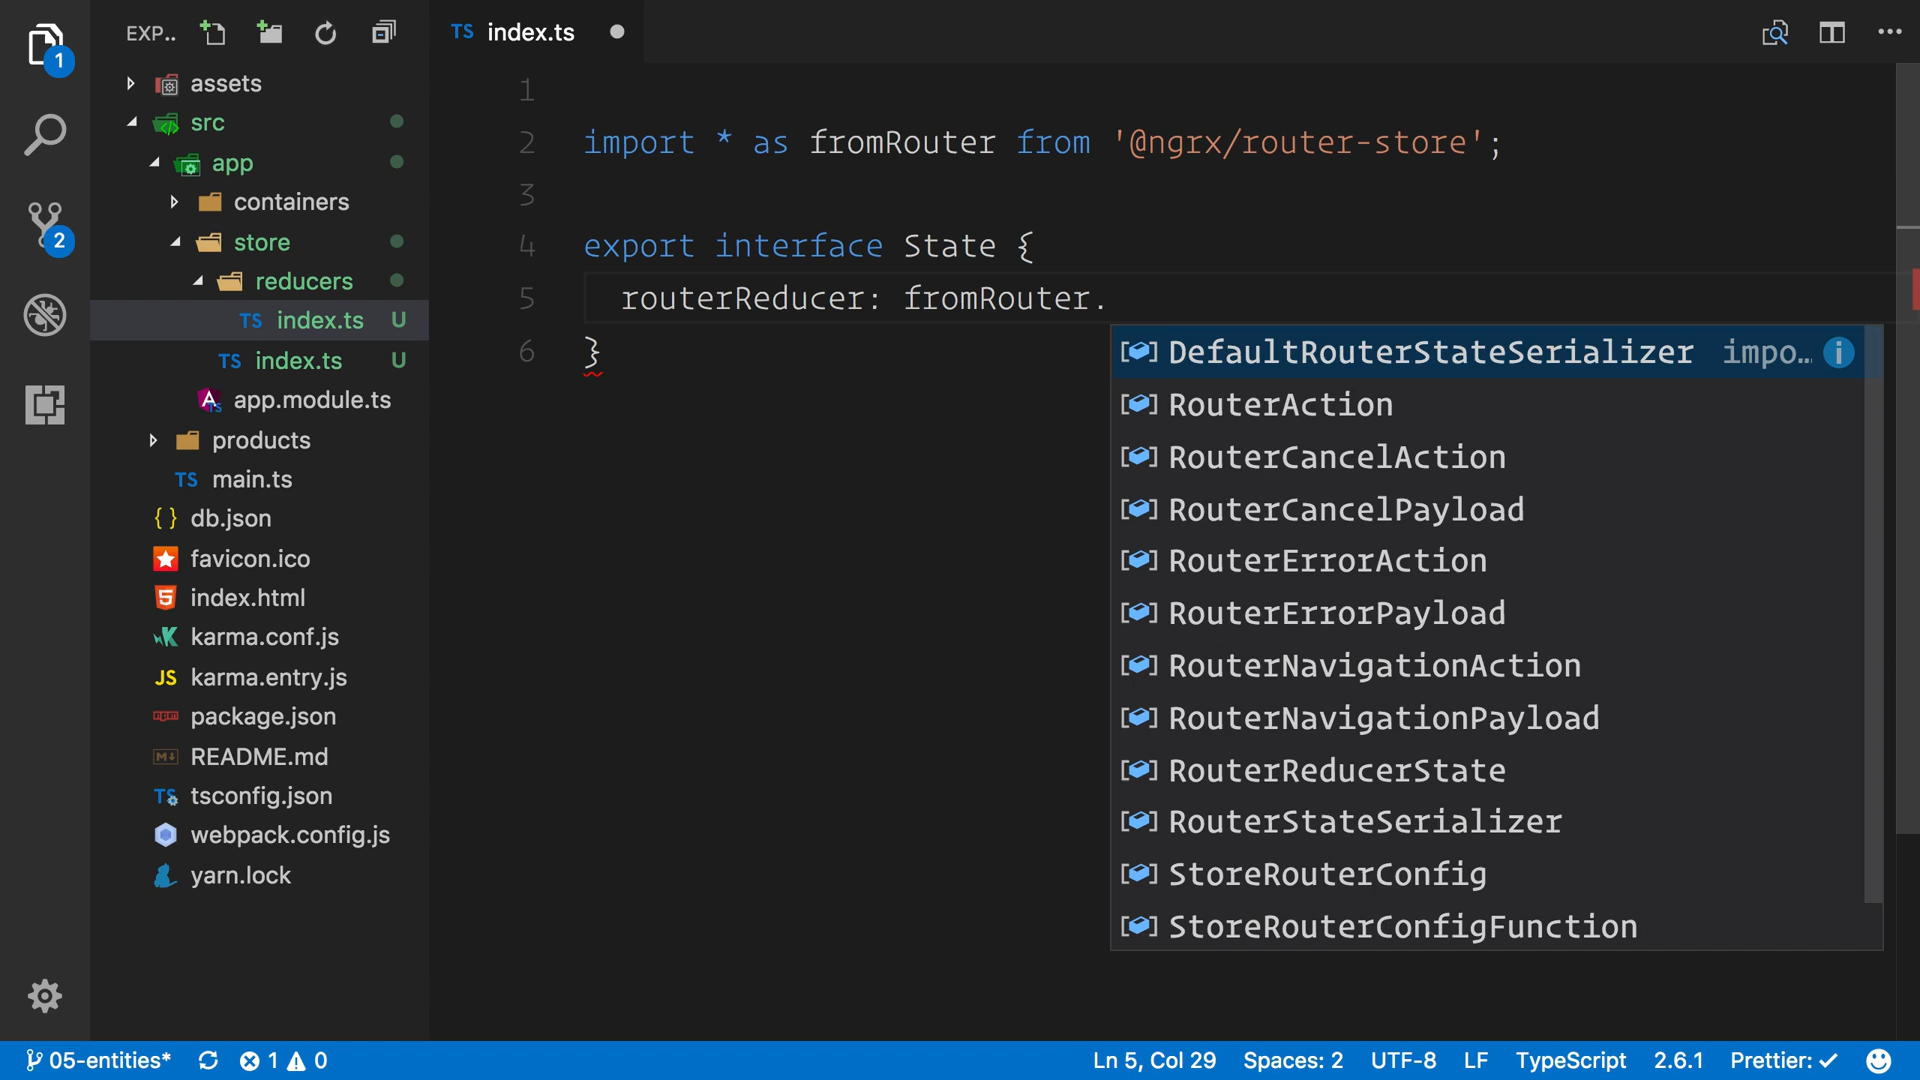 EXP..
TS index.ts
1
assets
src
app
containers
2
store
reducers
TS index.ts U
TS index.ts U
app.module.ts
products
TS main.ts
{ } db.json
favicon.ico
5 index.html
K karma.conf.js
JS karma.entry.js
npm package.json
M↓ README.md
TS tsconfig.json
webpack.config.js
yarn.lock
1
2 import * as fromRouter from '@ngrx/router-store';
3
4 export interface State {
5 routerReducer: fromRouter.
6 }
DefaultRouterStateSerializer impo… i
RouterAction
RouterCancelAction
RouterCancelPayload
RouterErrorAction
RouterErrorPayload
RouterNavigationAction
RouterNavigationPayload
RouterReducerState
RouterStateSerializer
StoreRouterConfig
StoreRouterConfigFunction
05-entities* 1 0 Ln 5, Col 29 Spaces: 2 UTF-8 LF TypeScript 2.6.1 Prettier: ✓